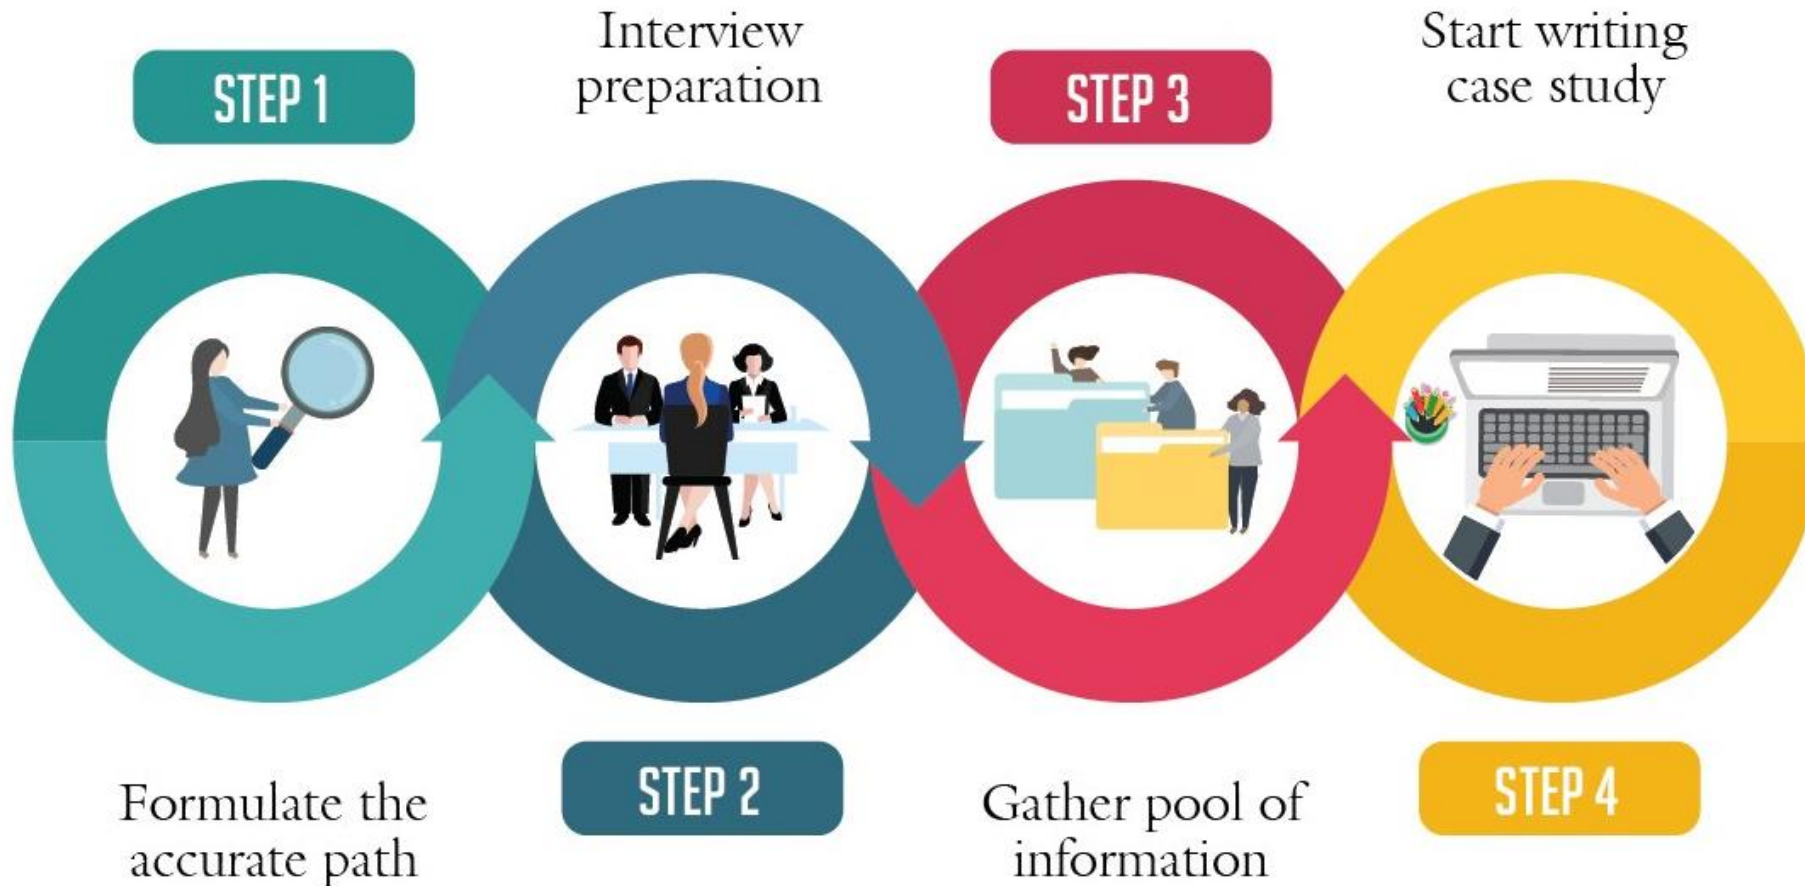 STEP 1
Formulate the
accurate path
Interview
preparation
STEP 2
STEP 3
Gather pool of
information
Start writing
case study
STEP 4